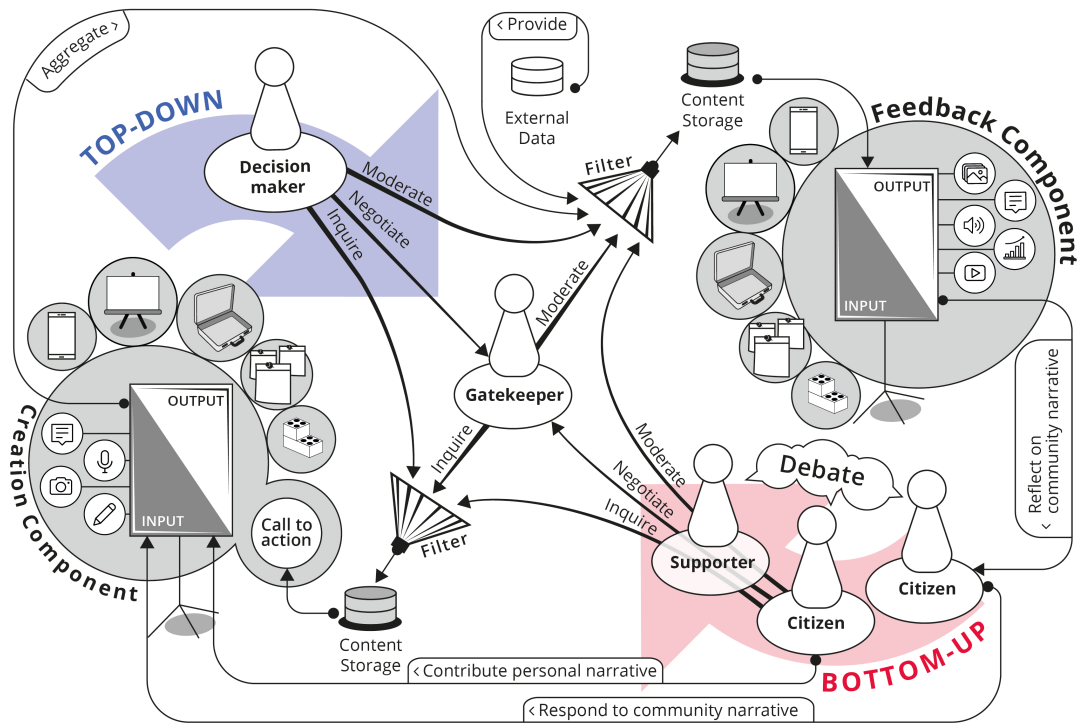 Aggregate >
< Provide
External
Data
Content
Storage
Feedback Component
TOP-DOWN
Decision
maker
Moderate
Negotiate
Inquire
Filter
OUTPUT
INPUT
Moderate
Gatekeeper
Inquire
Creation Component
OUTPUT
INPUT
Call to
action
Filter
Content
Storage
Moderate
Negotiate
Inquire
Debate
Supporter
Citizen
Citizen
BOTTOM-UP
< Reflect on
community narrative
< Contribute personal narrative
< Respond to community narrative